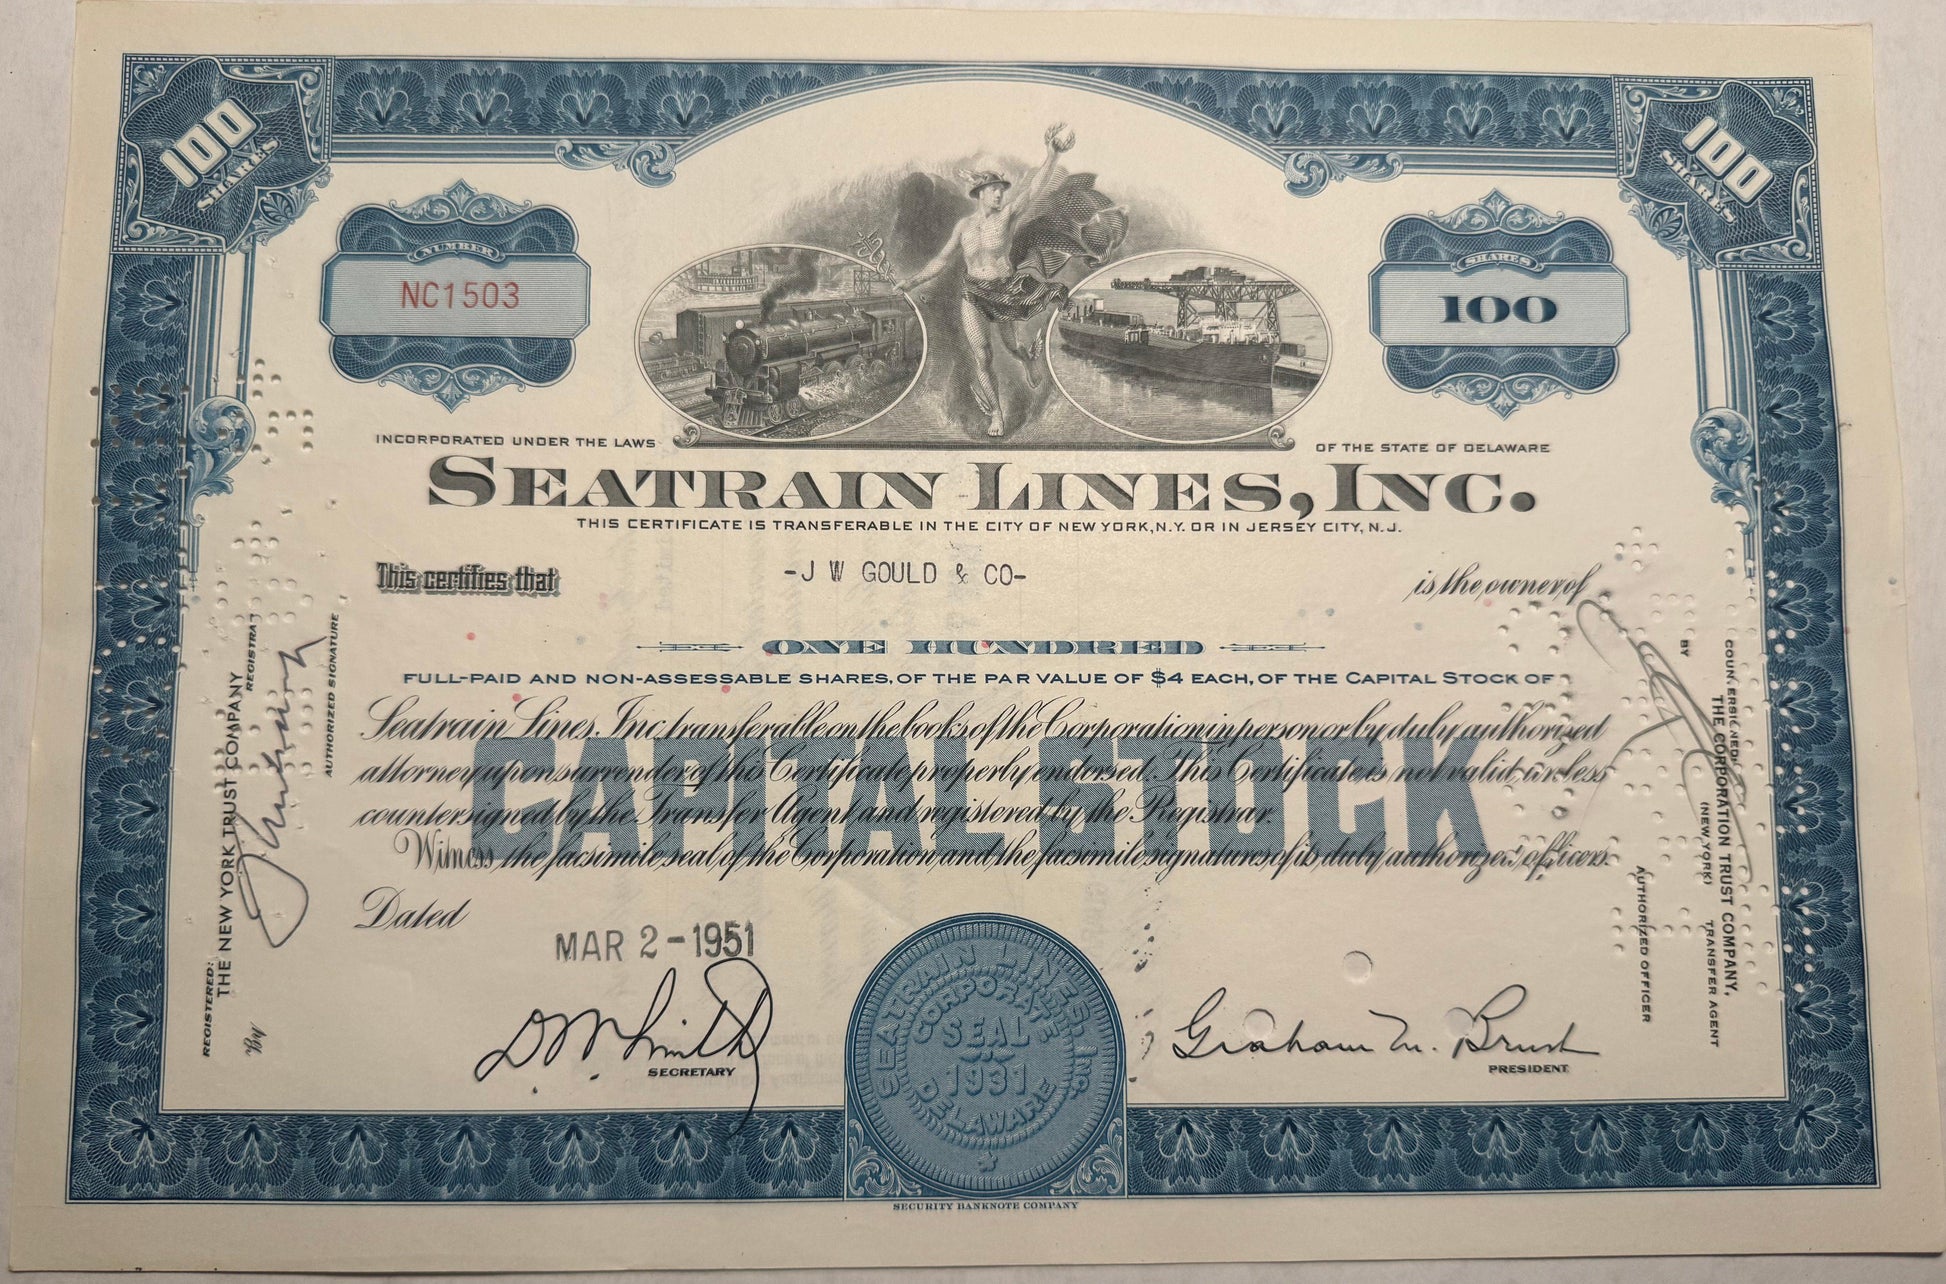 100
SHARES
100
SHARES
NUMBER
NC1503
SHARES
100
INCORPORATED UNDER THE LAWS
OF THE STATE OF DELAWARE
SEATRAIN LINES, INC.
THIS CERTIFICATE IS TRANSFERABLE IN THE CITY OF NEW YORK, N.Y. OR IN JERSEY CITY, N.J.
This certifies that
-J W GOULD & CO-
is the owner of
ONE HUNDRED
FULL-PAID AND NON-ASSESSABLE SHARES, OF THE PAR VALUE OF $4 EACH, OF THE CAPITAL STOCK OF
CAPITAL STOCK
Seatrain Lines, Inc. transferable on the books of the Corporation in person or by duly authorized
attorney upon surrender of this Certificate properly endorsed. This Certificate is not valid unless
countersigned by the Transfer Agent and registered by the Registrar.
Witness the facsimile seal of the Corporation and the facsimile signatures of its duly authorized officers.
Dated
MAR 2-1951
D M Smith
SECRETARY
SEATRAIN LINES, INC.
CORPORATE
SEAL
1931
DELAWARE
Graham M. Brush
PRESIDENT
REGISTERED:
THE NEW YORK TRUST COMPANY
REGISTRAR
By
AUTHORIZED SIGNATURE
COUNTERSIGNED:
THE CORPORATION TRUST COMPANY,
(NEW YORK) TRANSFER AGENT
BY
AUTHORIZED OFFICER
SECURITY BANKNOTE COMPANY